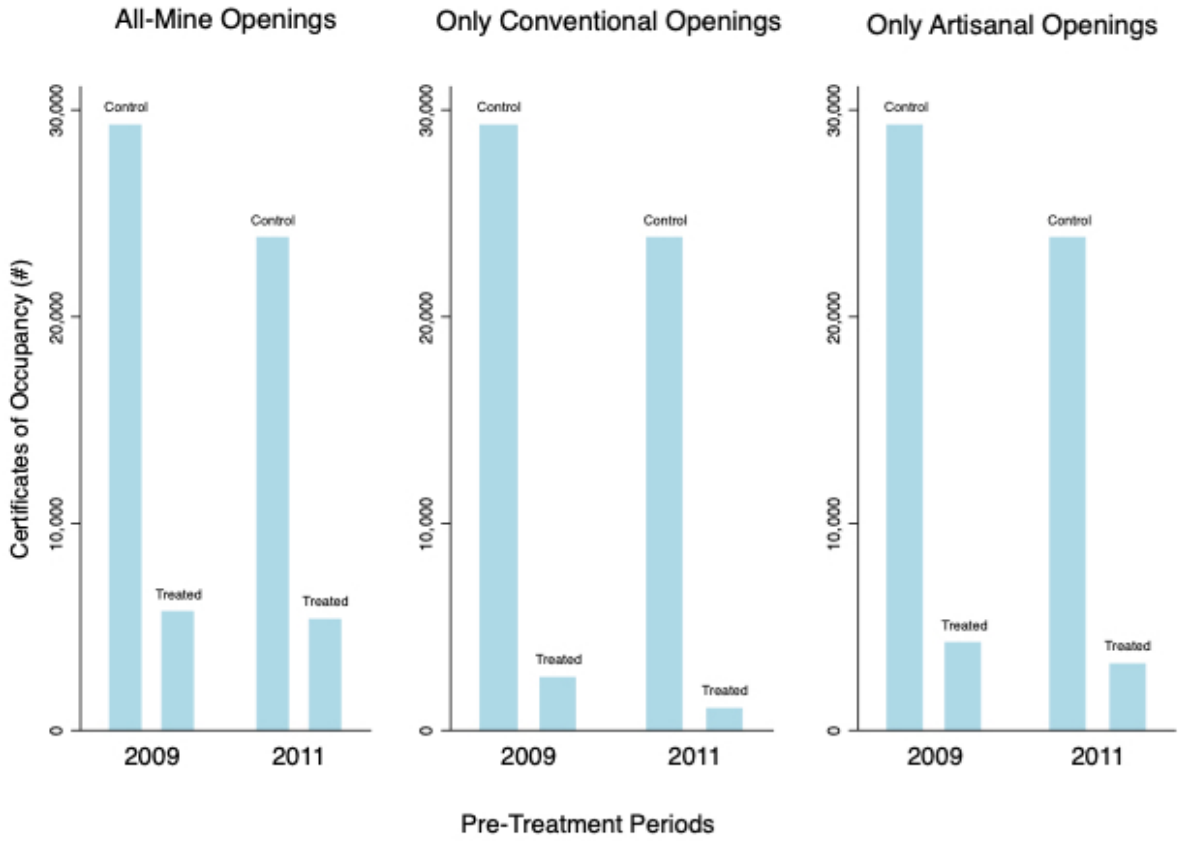 All-Mine Openings
Only Conventional Openings
Only Artisanal Openings
Certificates of Occupancy (#)
30,000
20,000
10,000
0
Control
Treated
Control
Treated
2009
2011
30,000
20,000
10,000
0
Control
Treated
Control
Treated
2009
2011
30,000
20,000
10,000
0
Control
Treated
Control
Treated
2009
2011
Pre-Treatment Periods